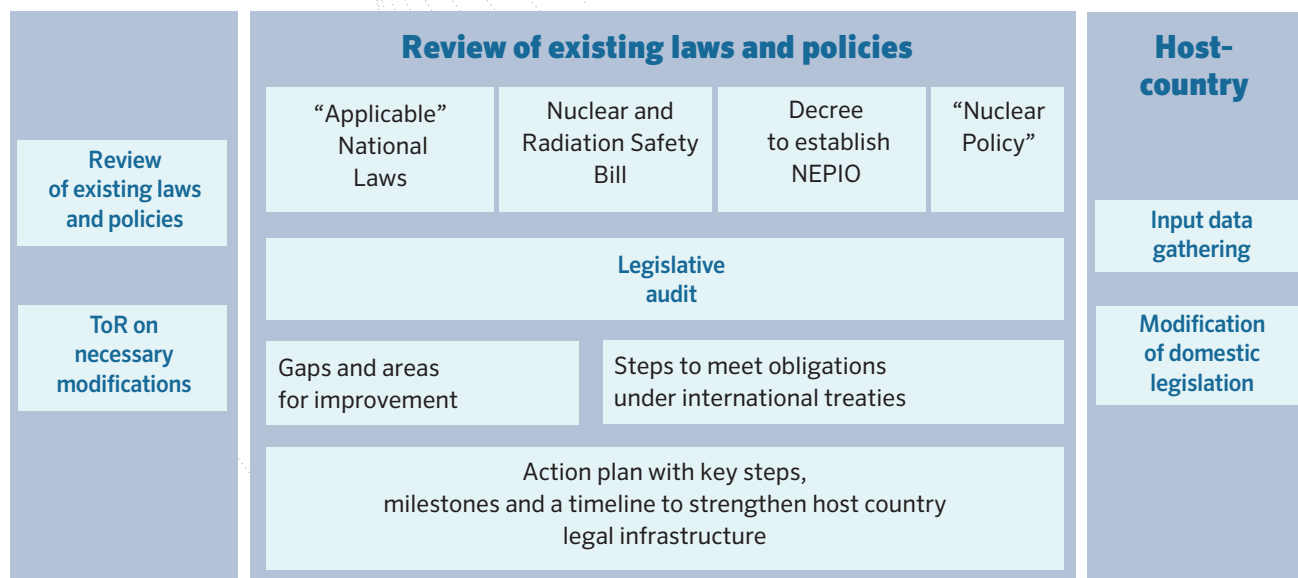 Review
of existing laws
and policies
ToR on
necessary
modifications
Review of existing laws and policies
“Applicable”
National
Laws
Nuclear and
Radiation Safety
Bill
Decree
to establish
NEPIO
“Nuclear
Policy”
Legislative
audit
Gaps and areas
for improvement
Steps to meet obligations
under international treaties
Action plan with key steps,
milestones and a timeline to strengthen host country
legal infrastructure
Host-
country
Input data
gathering
Modification
of domestic
legislation